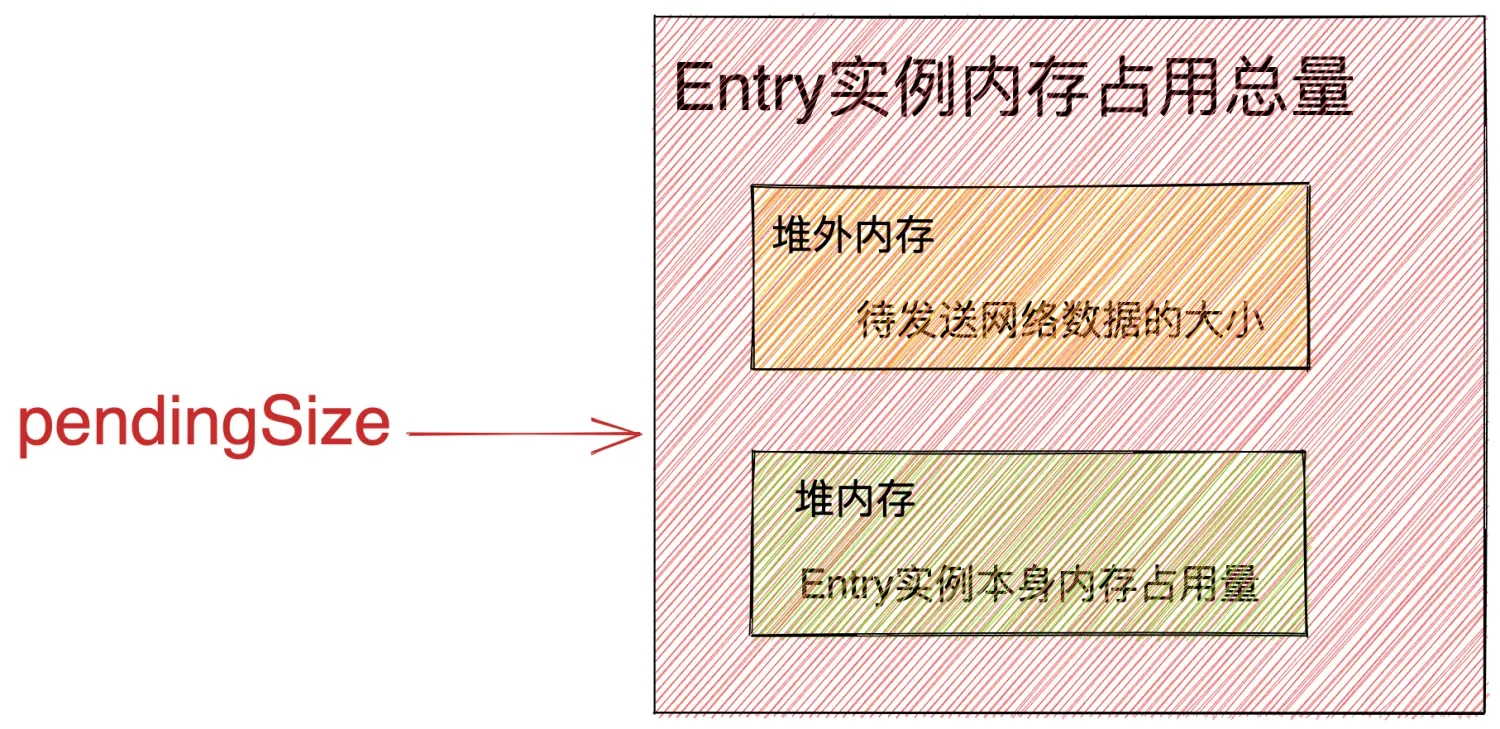 Entry实例内存占用总量
堆外内存
待发送网络数据的大小
pendingSize
堆内存
Entry实例本身内存占用量